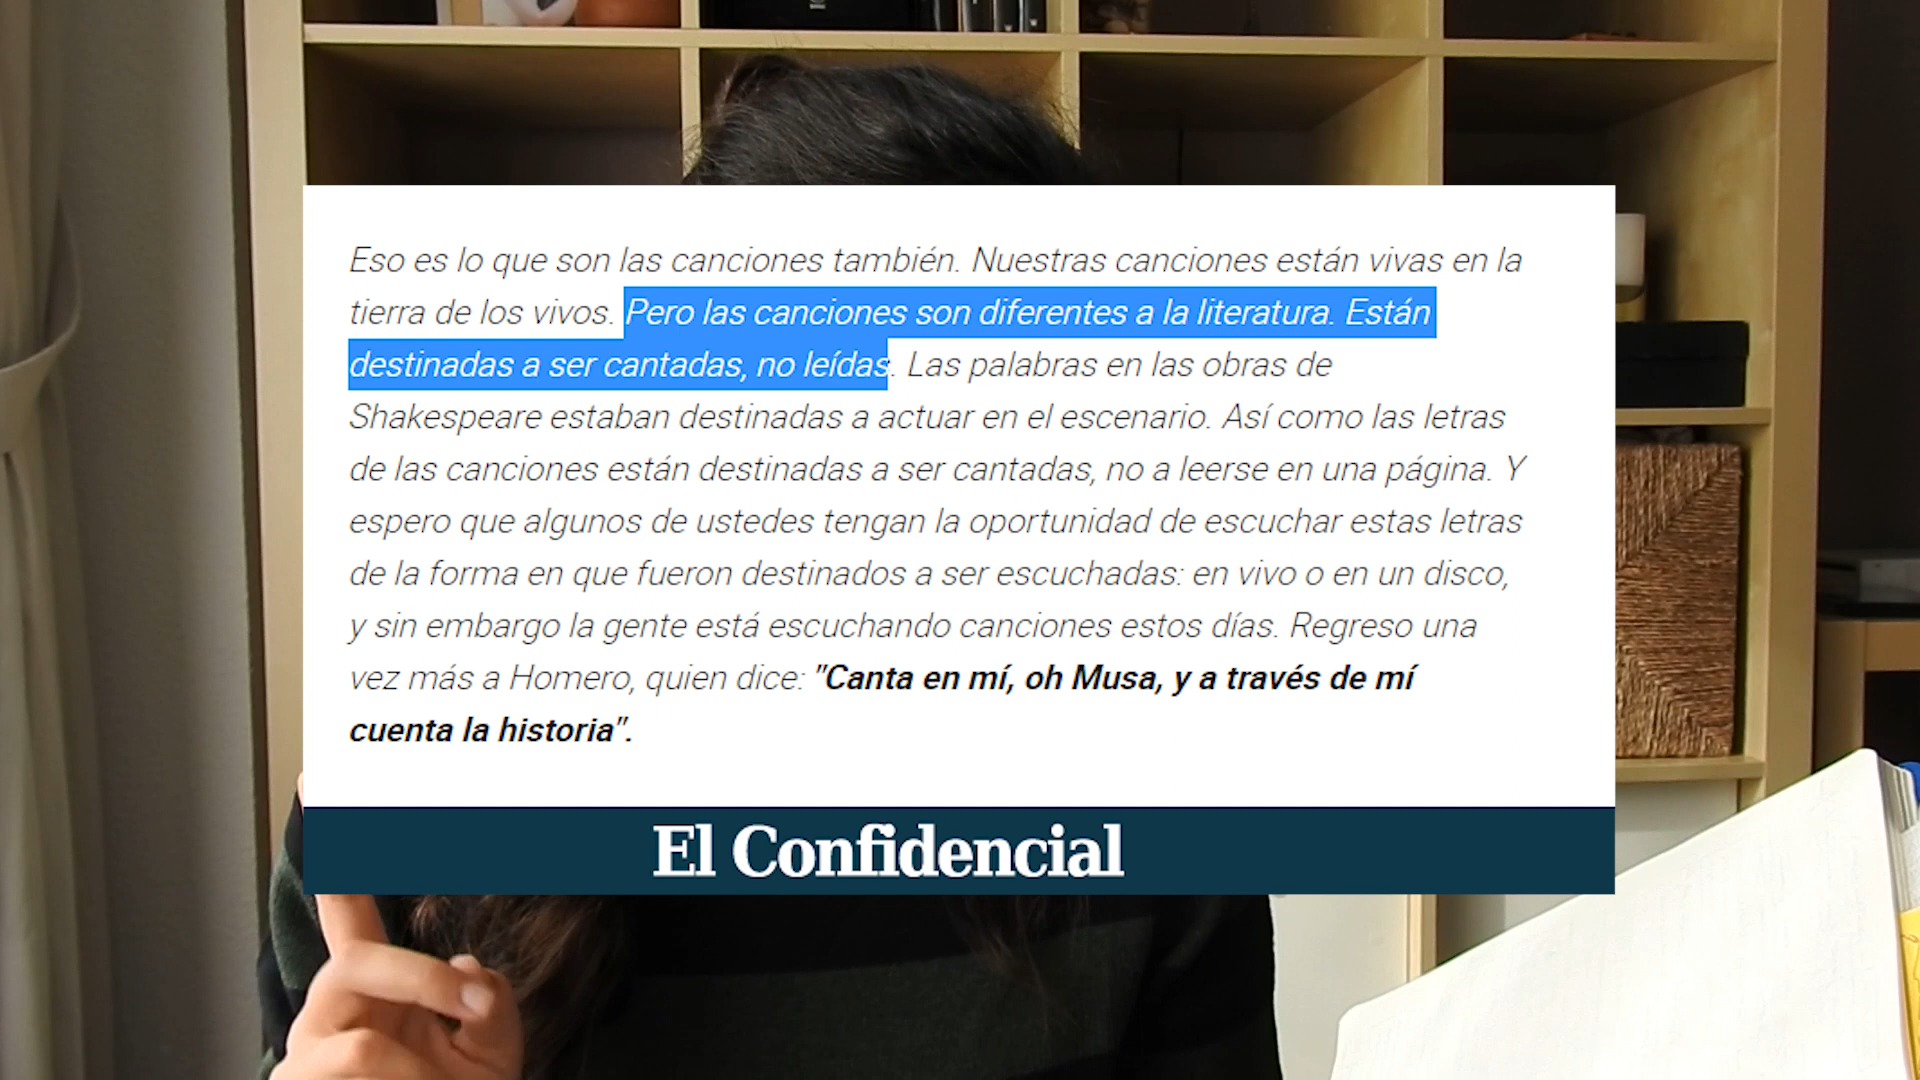 Eso es lo que son las canciones también. Nuestras canciones están vivas en la
tierra de los vivos. Pero las canciones son diferentes a la literatura. Están
destinadas a ser cantadas, no leídas. Las palabras en las obras de
Shakespeare estaban destinadas a actuar en el escenario. Así como las letras
de las canciones están destinadas a ser cantadas, no a leerse en una página. Y
espero que algunos de ustedes tengan la oportunidad de escuchar estas letras
de la forma en que fueron destinados a ser escuchadas: en vivo o en un disco,
y sin embargo la gente está escuchando canciones estos días. Regreso una
vez más a Homero, quien dice: "Canta en mí, oh Musa, y a través de mí
cuenta la historia".
El Confidencial